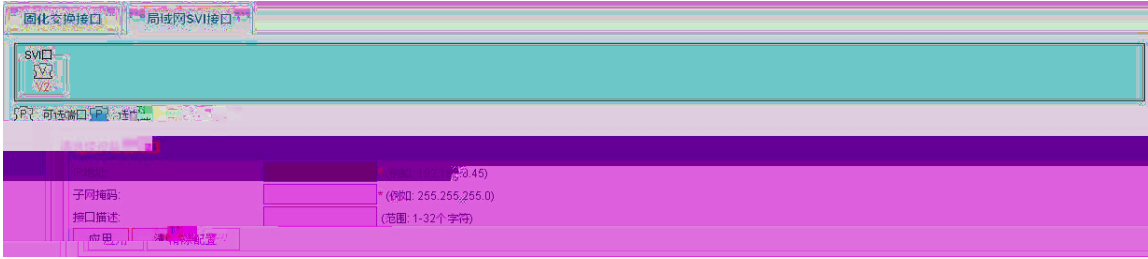 固化交换接口 局域网SVI接口
SVI口
V2
可选端口
3.45)
子网掩码: * (例如: 255.255.255.0)
接口描述: (范围: 1-32个字符)
应用 清除配置